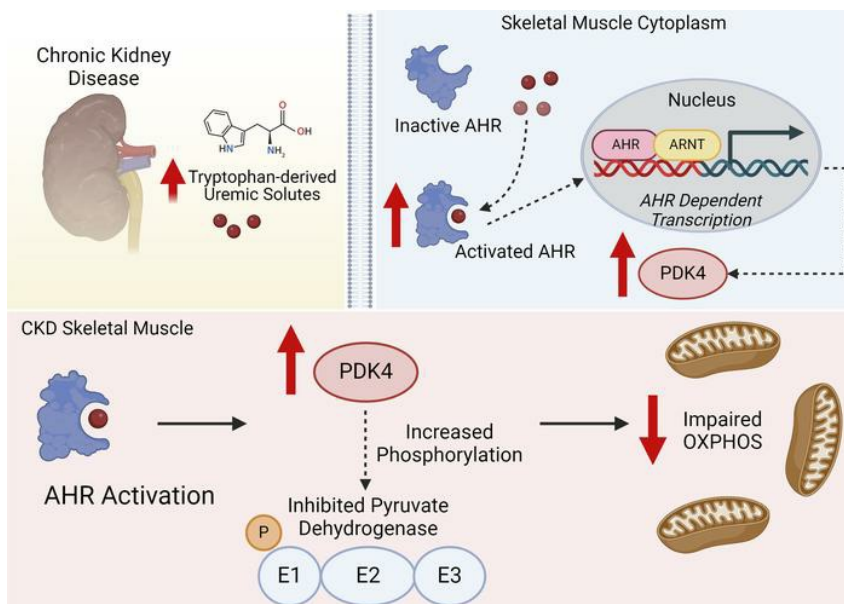 Chronic Kidney
Disease
O
OH
NH₂
N
H
Tryptophan-derived
Uremic Solutes
Skeletal Muscle Cytoplasm
Inactive AHR
Activated AHR
Nucleus
AHR
ARNT
AHR Dependent
Transcription
PDK4
CKD Skeletal Muscle
AHR Activation
PDK4
Increased
Phosphorylation
Inhibited Pyruvate
Dehydrogenase
P
E1
E2
E3
Impaired
OXPHOS